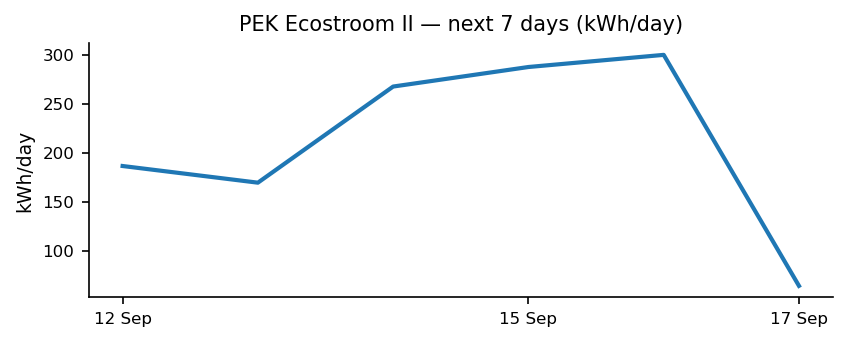 PEK Ecostroom II — next 7 days (kWh/day)
kWh/day
300
250
200
150
100
12 Sep
15 Sep
17 Sep